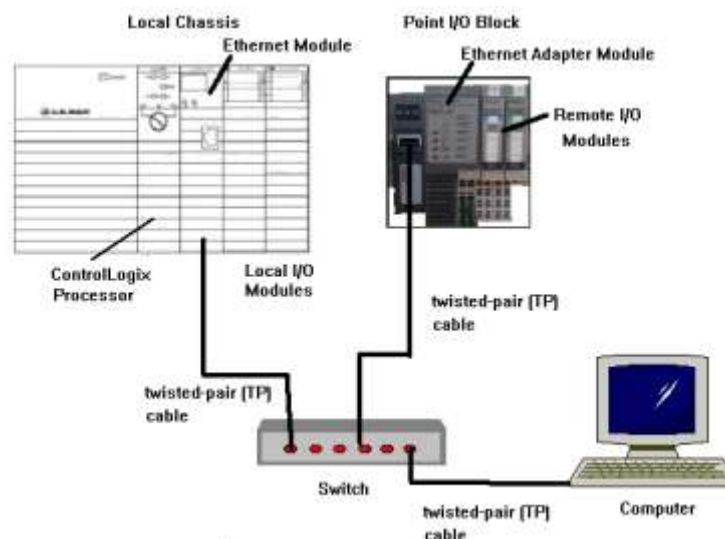 Local Chassis
Ethernet Module
Point I/O Block
Ethernet Adapter Module
Remote I/O
Modules
ControlLogix
Processor
Local I/O
Modules
twisted-pair (TP)
cable
twisted-pair (TP)
cable
Switch
twisted-pair (TP)
cable
Computer